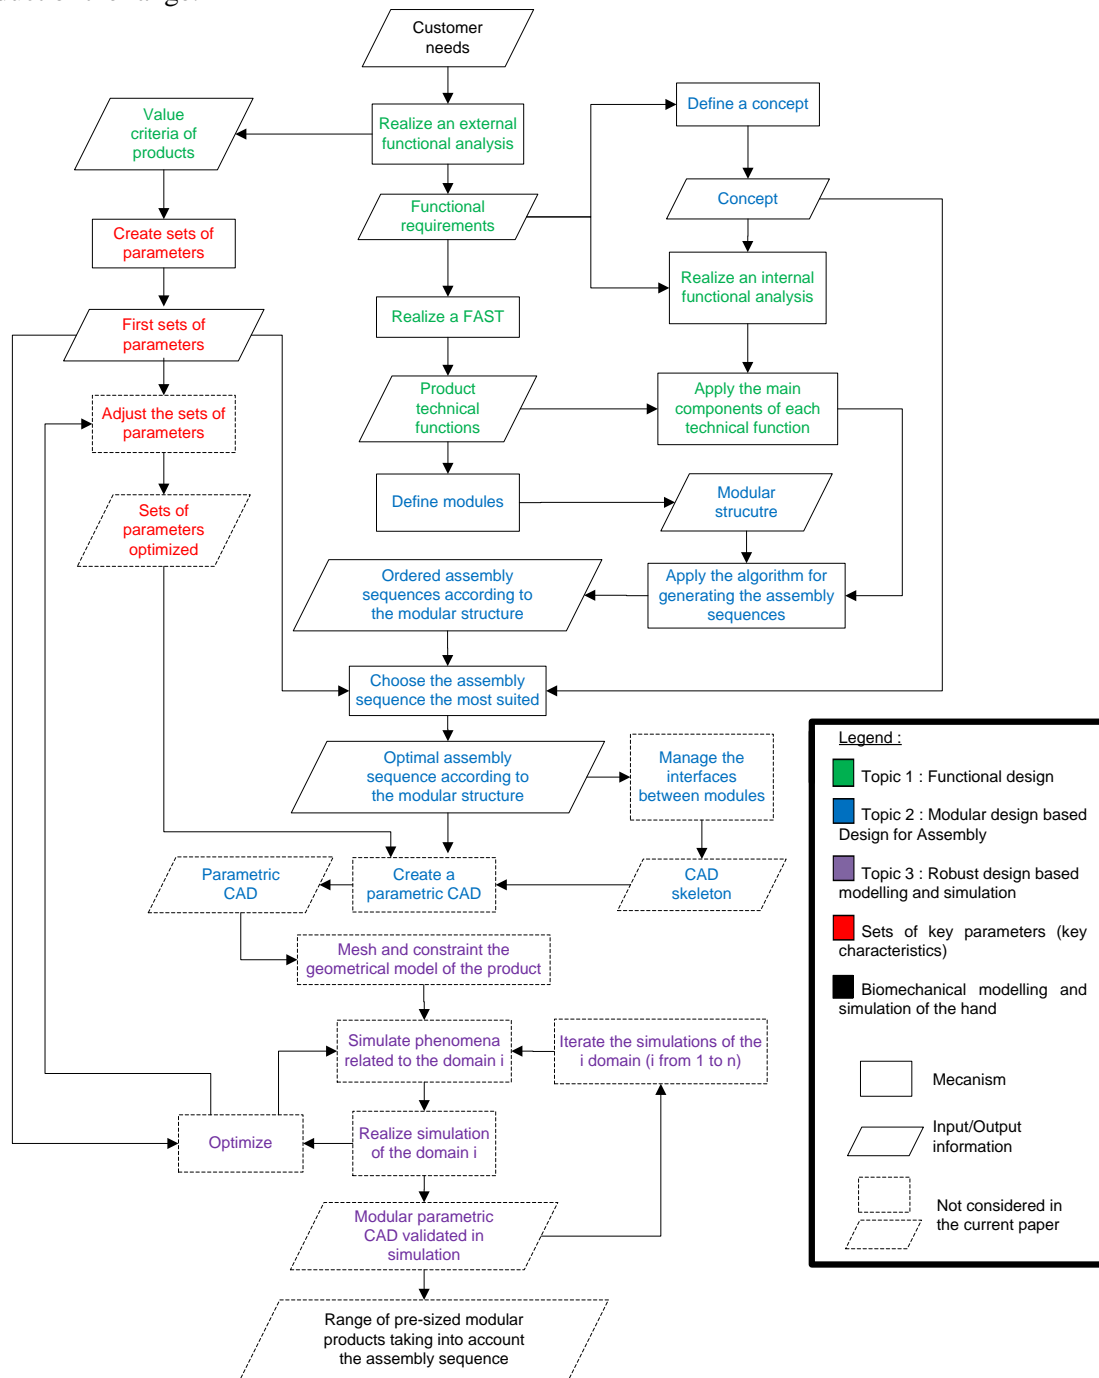 Customer
needs
Value
criteria of
products
Realize an external
functional analysis
Define a concept
Functional
requirements
Concept
Create sets of
parameters
Realize an internal
functional analysis
Realize a FAST
First sets of
parameters
Product
technical
functions
Apply the main
components of each
technical function
Adjust the sets of
parameters
Define modules
Modular
strucutre
Sets of
parameters
optimized
Ordered assembly
sequences according to
the modular structure
Apply the algorithm for
generating the assembly
sequences
Choose the assembly
sequence the most suited
Optimal assembly
sequence according to
the modular structure
Manage the
interfaces
between modules
Parametric
CAD
Create a
parametric CAD
CAD
skeleton
Mesh and constraint the
geometrical model of the product
Simulate phenomena
related to the domain i
Iterate the simulations of the
i domain (i from 1 to n)
Optimize
Realize simulation
of the domain i
Modular parametric
CAD validated in
simulation
Range of pre-sized modular
products taking into account
the assembly sequence
Legend :
Topic 1 : Functional design
Topic 2 : Modular design based
Design for Assembly
Topic 3 : Robust design based
modelling and simulation
Sets of key parameters (key
characteristics)
Biomechanical modelling and
simulation of the hand
Mecanism
Input/Output
information
Not considered in
the current paper